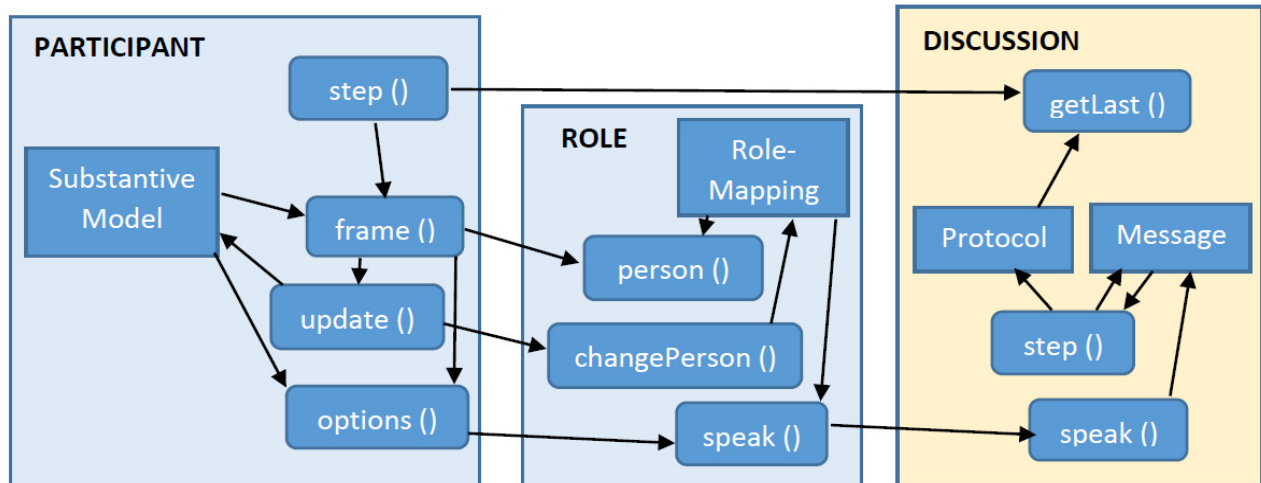 PARTICIPANT
step ()
Substantive
Model
frame ()
update ()
options ()
ROLE
Role-
Mapping
person ()
changePerson ()
speak ()
DISCUSSION
getLast ()
Protocol
Message
step ()
speak ()